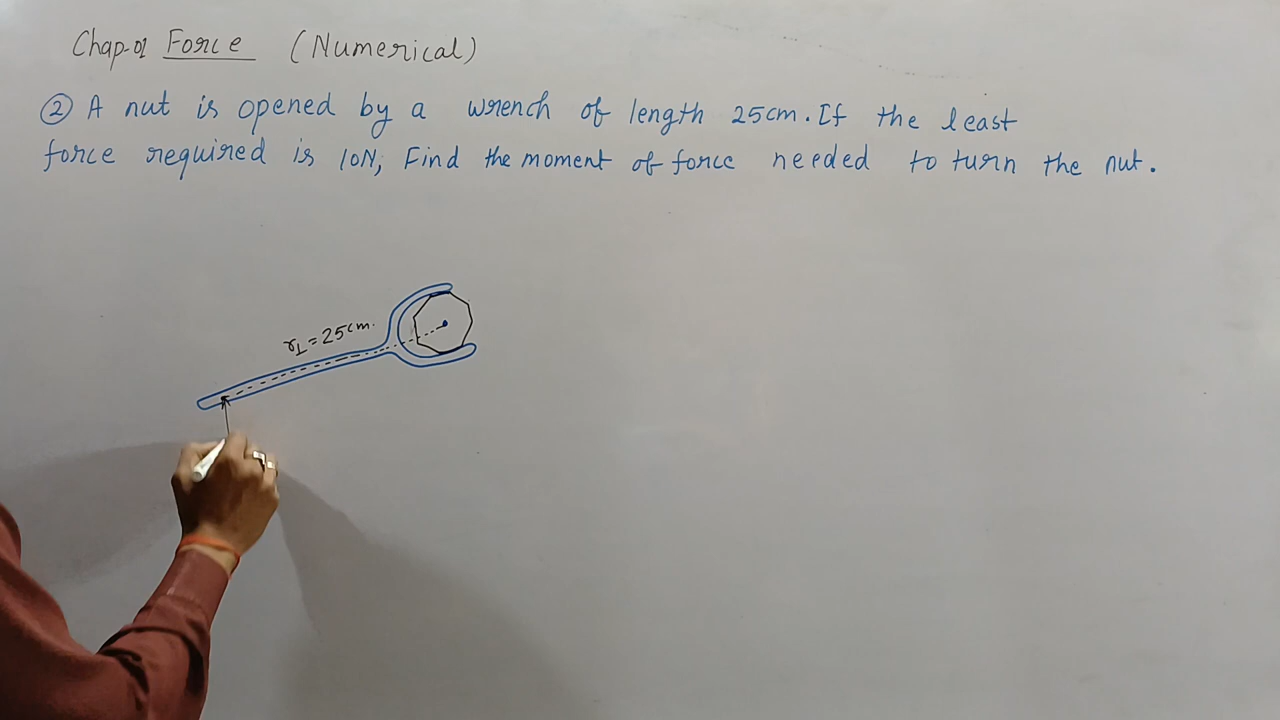 Chap-01 Force (Numerical)
② A nut is opened by a wrench of length 25cm. If the least
force required is 10N, Find the moment of force needed to turn the nut.
r⊥ = 25cm.